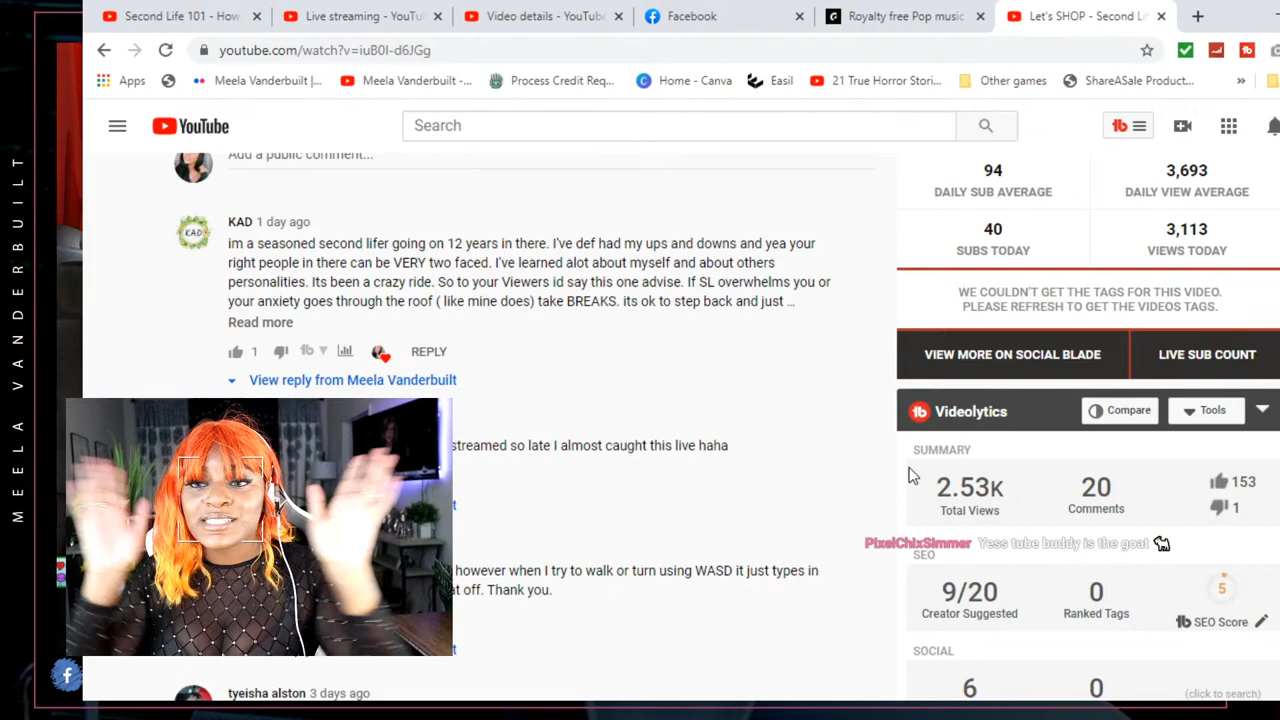 Second Life 101 - How
Live streaming - YouTu
Video details - YouTube
Facebook
Royalty free Pop music
Let's SHOP - Second Li
youtube.com/watch?v=iu80I-d6JGg
Apps
Meela Vanderbuilt |...
Meela Vanderbuilt -...
Process Credit Req...
Home - Canva
Easil
21 True Horror Stori...
Other games
ShareASale Product...
YouTube
Search
MEELA VANDERBUILT
Add a public comment...
KAD 1 day ago
im a seasoned second lifer going on 12 years in there. I've def had my ups and downs and yea your
right people in there can be VERY two faced. I've learned alot about myself and about others
personalities. Its been a crazy ride. So to your Viewers id say this one advise. If SL overwhelms you or
your anxiety goes through the roof ( like mine does) take BREAKS. its ok to step back and just ...
Read more
1
REPLY
View reply from Meela Vanderbuilt
streamed so late I almost caught this live haha
however when I try to walk or turn using WASD it just types in
at off. Thank you.
tyeisha alston 3 days ago
94
DAILY SUB AVERAGE
3,693
DAILY VIEW AVERAGE
40
SUBS TODAY
3,113
VIEWS TODAY
WE COULDN'T GET THE TAGS FOR THIS VIDEO.
PLEASE REFRESH TO GET THE VIDEOS TAGS.
VIEW MORE ON SOCIAL BLADE
LIVE SUB COUNT
tb Videolytics
Compare
Tools
SUMMARY
2.53K
Total Views
20
Comments
153
1
PixelChixSimmer Yess tube buddy is the goat
SEO
9/20
Creator Suggested
0
Ranked Tags
5
tb SEO Score
SOCIAL
6
0
(click to search)